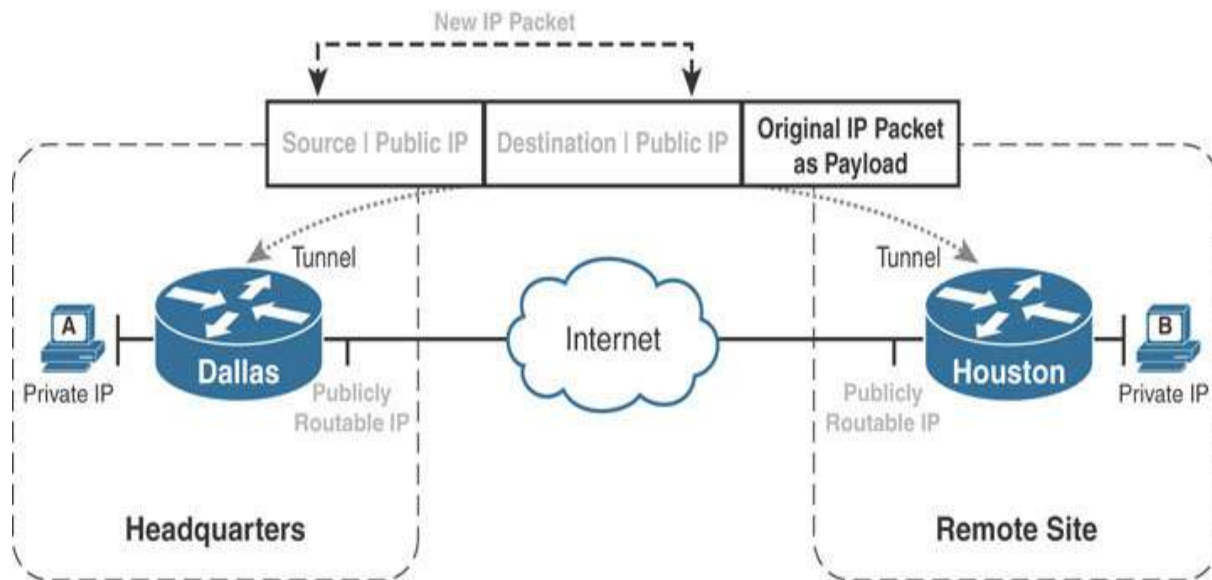 New IP Packet
Source | Public IP
Destination | Public IP
Original IP Packet
as Payload
Tunnel
Tunnel
A
Dallas
Internet
Houston
B
Private IP
Publicly
Routable IP
Publicly
Routable IP
Private IP
Headquarters
Remote Site